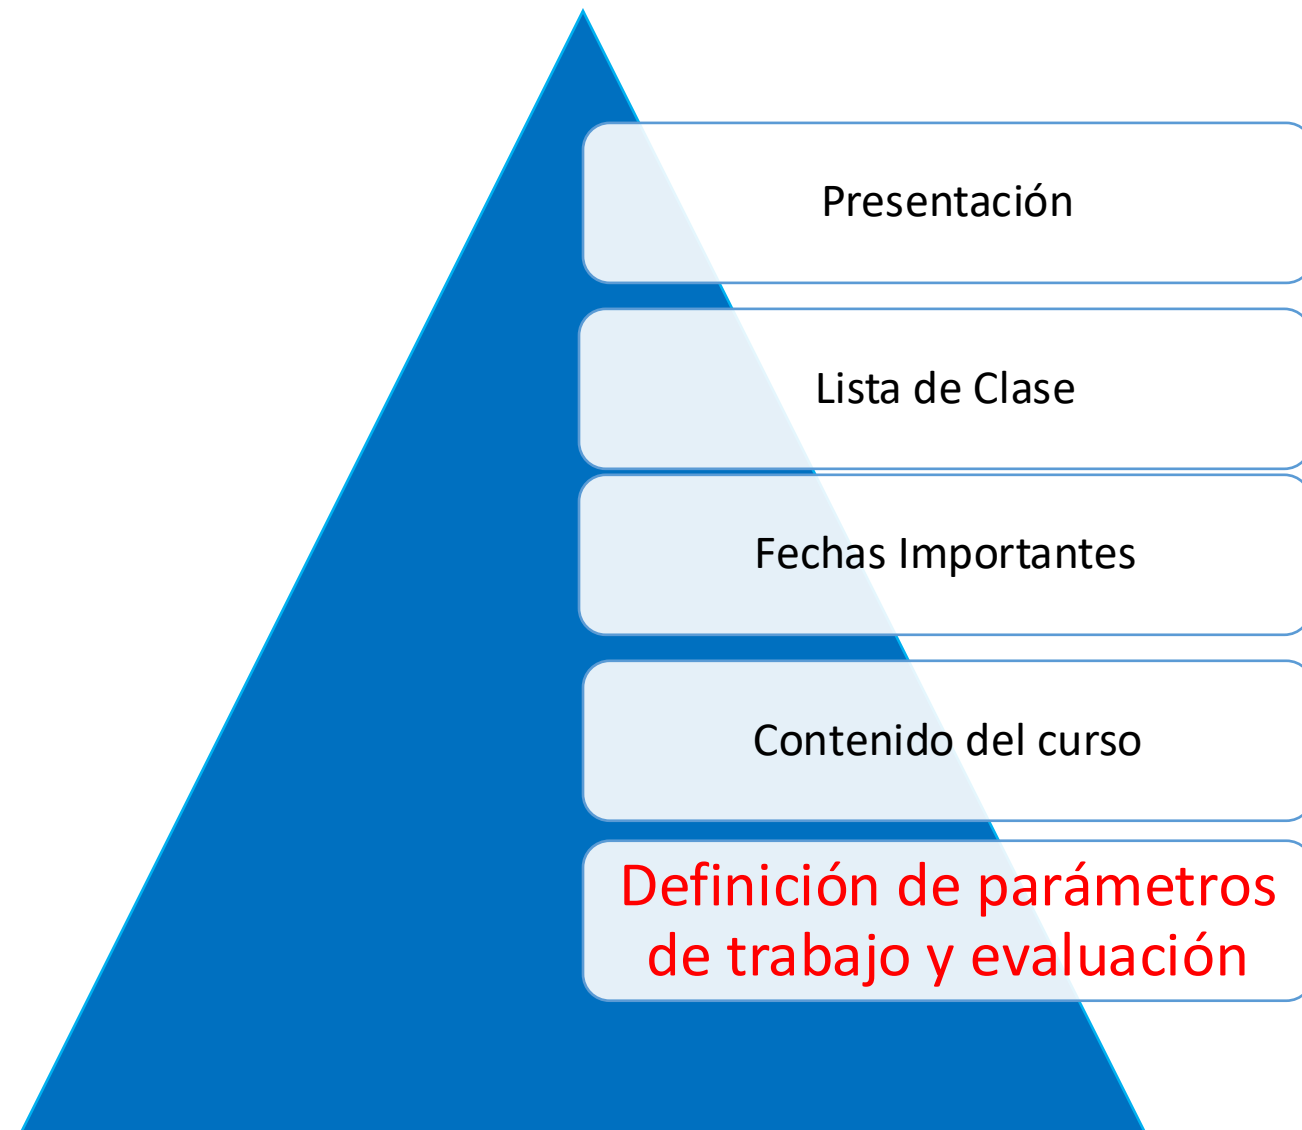 Presentación
Lista de Clase
Fechas Importantes
Contenido del curso
Definición de parámetros
de trabajo y evaluación